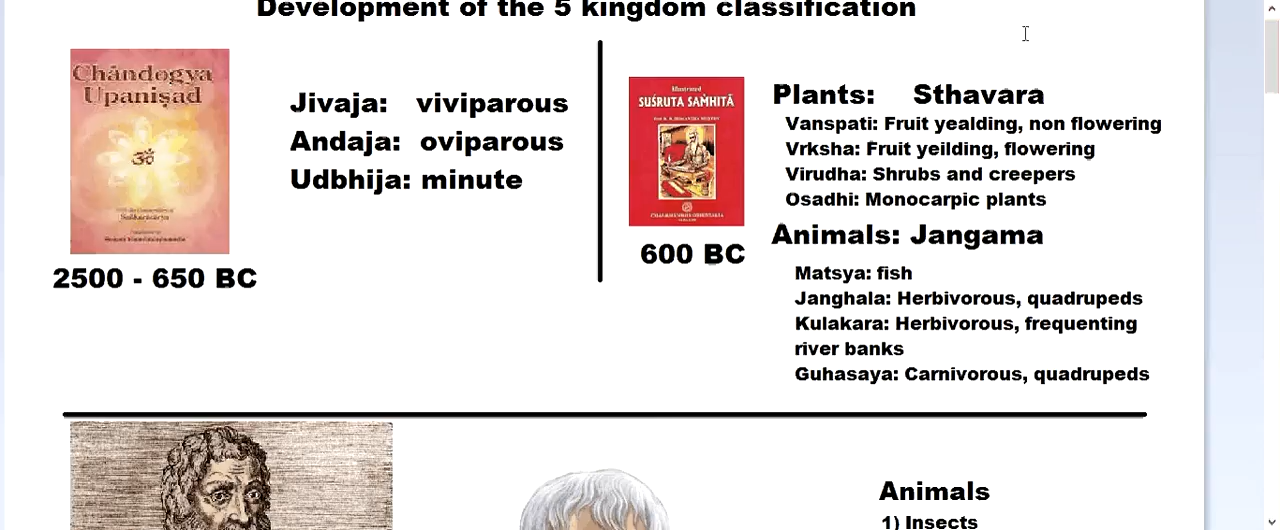 Development of the 5 kingdom classification
Chāndogya
Upaniṣad
Jivaja: viviparous
Andaja: oviparous
Udbhija: minute
2500 - 650 BC
Illustrated
SUŚRUTA SAṀHITĀ
600 BC
Plants: Sthavara
Vanspati: Fruit yealding, non flowering
Vrksha: Fruit yeilding, flowering
Virudha: Shrubs and creepers
Osadhi: Monocarpic plants
Animals: Jangama
Matsya: fish
Janghala: Herbivorous, quadrupeds
Kulakara: Herbivorous, frequenting
river banks
Guhasaya: Carnivorous, quadrupeds
Animals
1) Insects